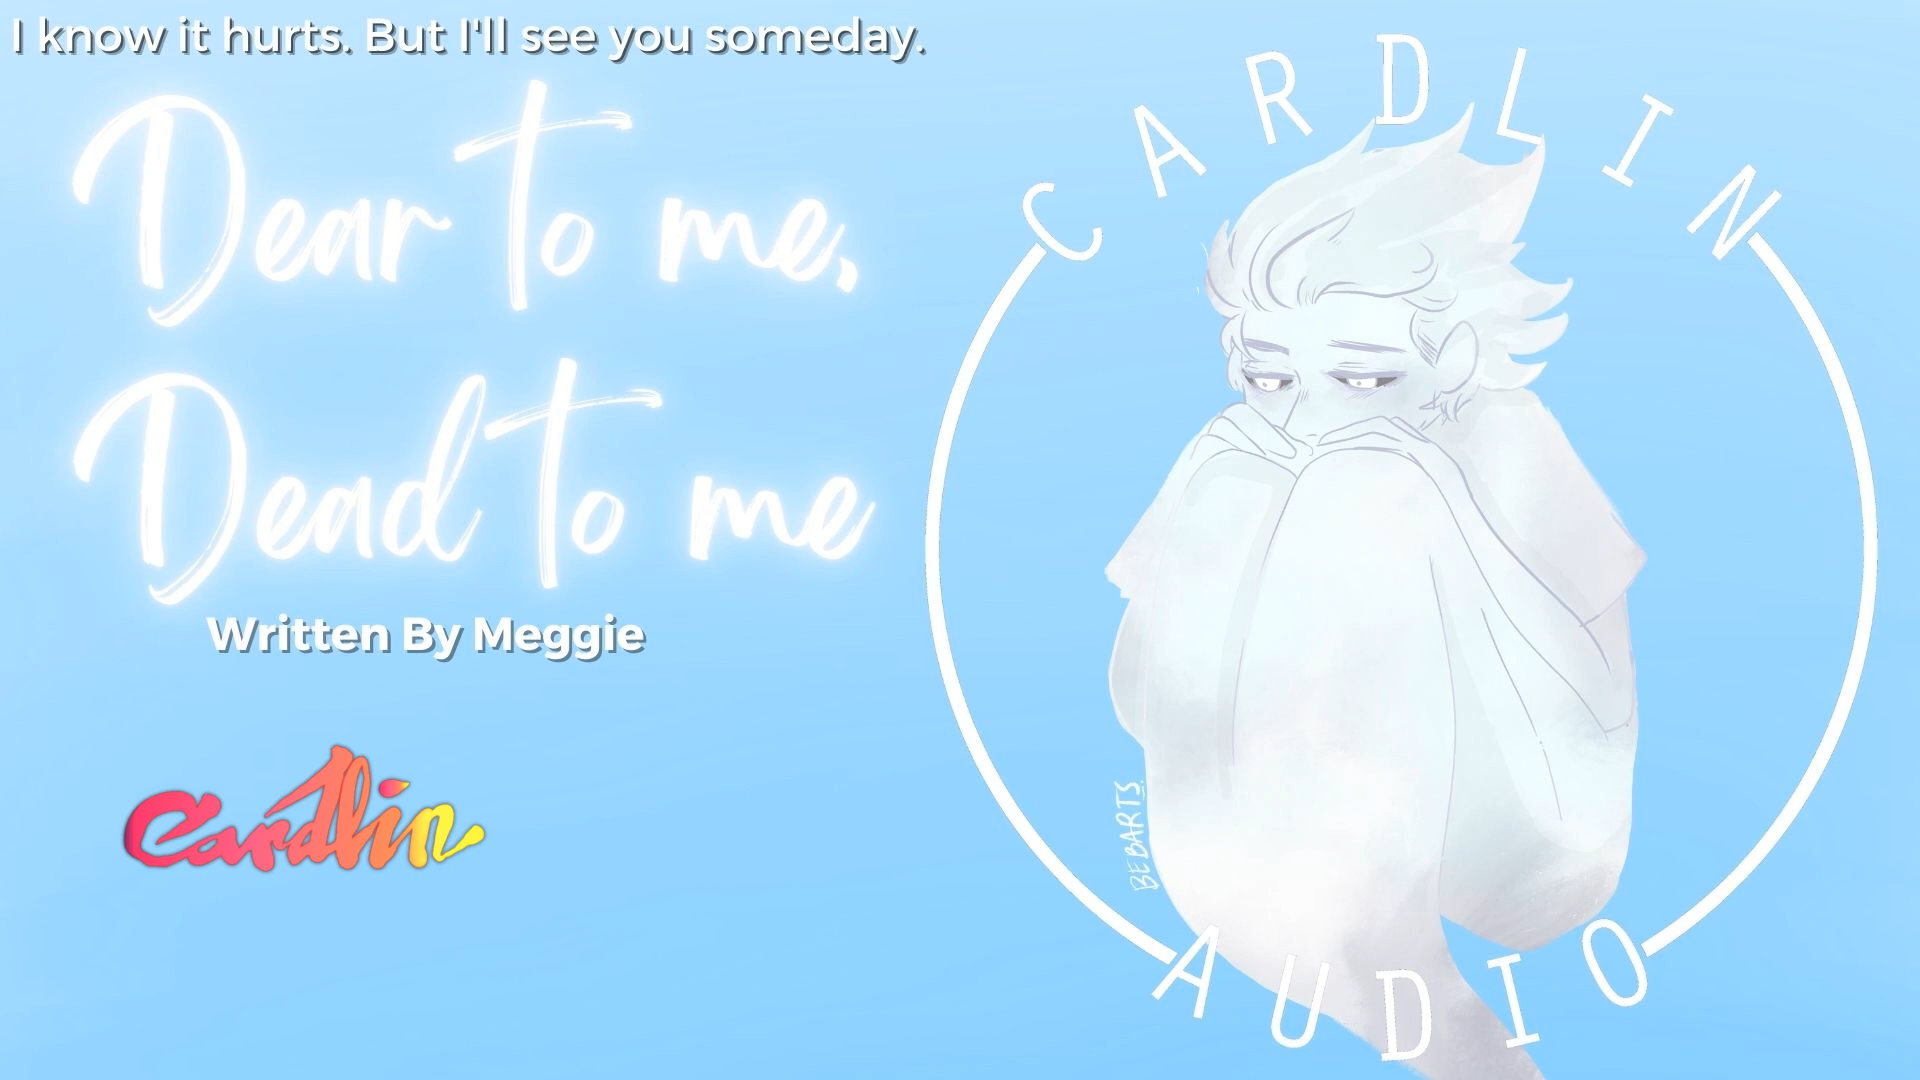 I know it hurts. But I'll see you someday.
Dear to me,
Dead to me
Written By Meggie
Cardlin
CARDLIN
AUDIO
BEBARTS.